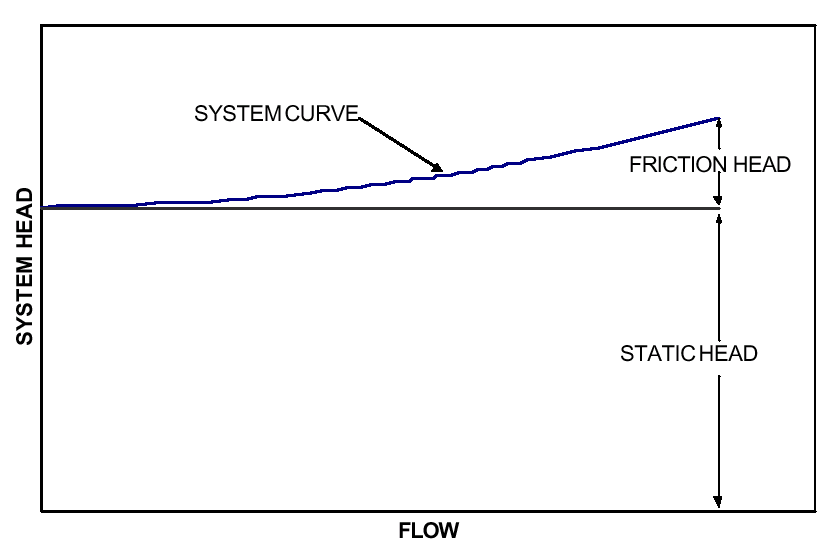 SYSTEM CURVE
FRICTION HEAD
SYSTEM HEAD
STATIC HEAD
FLOW